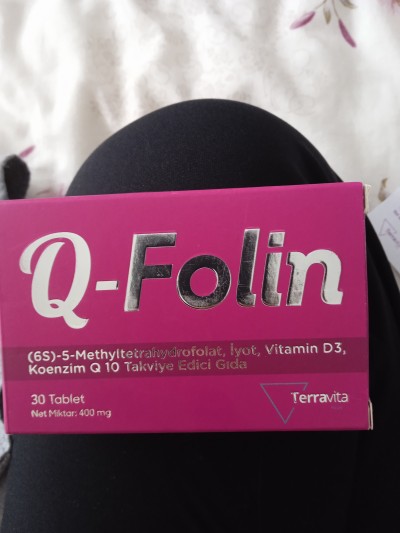 Q-Folin
(6S)-5-Methyltetrahydrofolat, İyot, Vitamin D3,
Koenzim Q 10 Takviye Edici Gıda
30 Tablet
Net Miktar: 400 mg
Terravita